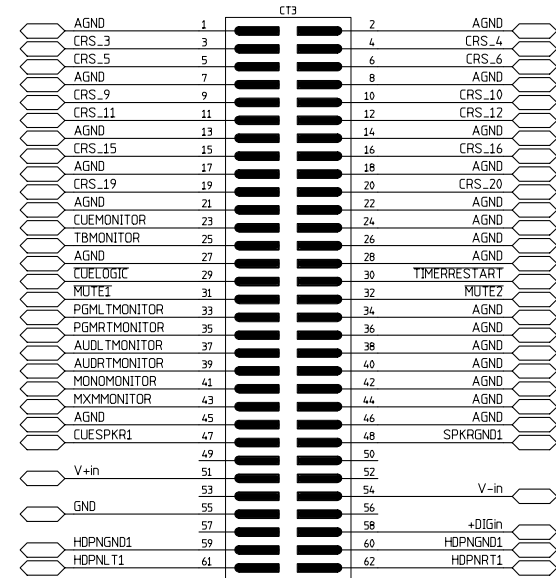 CT3
AGND 1 2 AGND
CRS_3 3 4 CRS_4
CRS_5 5 6 CRS_6
AGND 7 8 AGND
CRS_9 9 10 CRS_10
CRS_11 11 12 CRS_12
AGND 13 14 AGND
CRS_15 15 16 CRS_16
AGND 17 18 AGND
CRS_19 19 20 CRS_20
AGND 21 22 AGND
CUEMONITOR 23 24 AGND
TBMONITOR 25 26 AGND
AGND 27 28 AGND
CUELOGIC 29 30 TIMERRESTART
MUTE1 31 32 MUTE2
PGMLTMONITOR 33 34 AGND
PGMRTMONITOR 35 36 AGND
AUDLTMONITOR 37 38 AGND
AUDRTMONITOR 39 40 AGND
MONOMONITOR 41 42 AGND
MXMMONITOR 43 44 AGND
AGND 45 46 AGND
CUESPKR1 47 48 SPKRGND1
49 50
V+in 51 52
53 54 V-in
GND 55 56
57 58 +DIGin
HDPNGND1 59 60 HDPNGND1
HDPNLT1 61 62 HDPNRT1